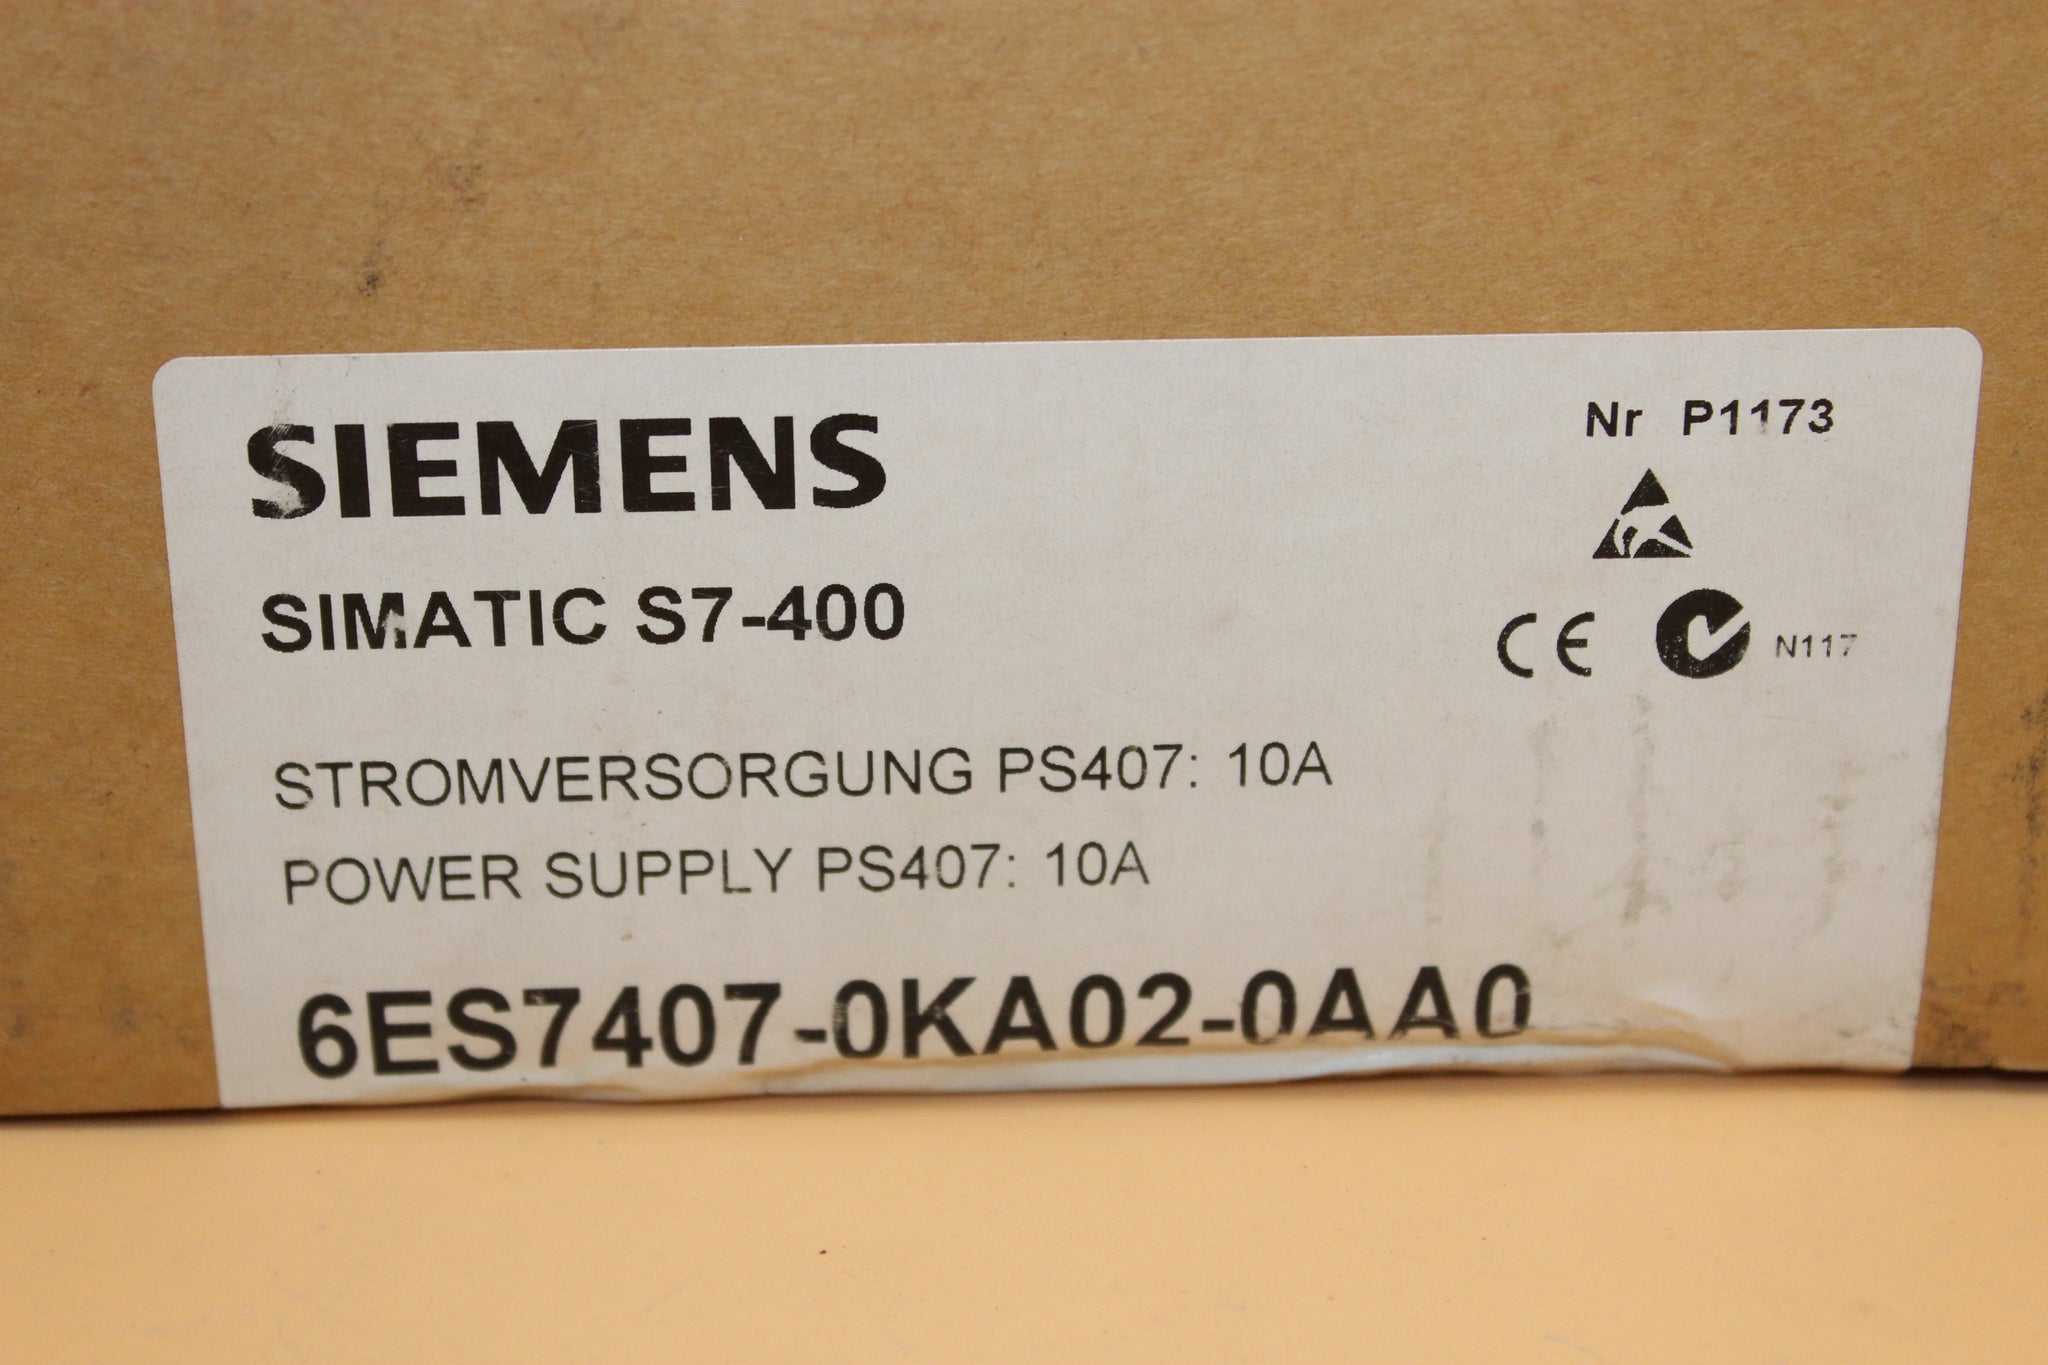 SIEMENS
Nr P1173
SIMATIC S7-400
CE
N117
STROMVERSORGUNG PS407: 10A
POWER SUPPLY PS407: 10A
6ES7407-0KA02-0AA0